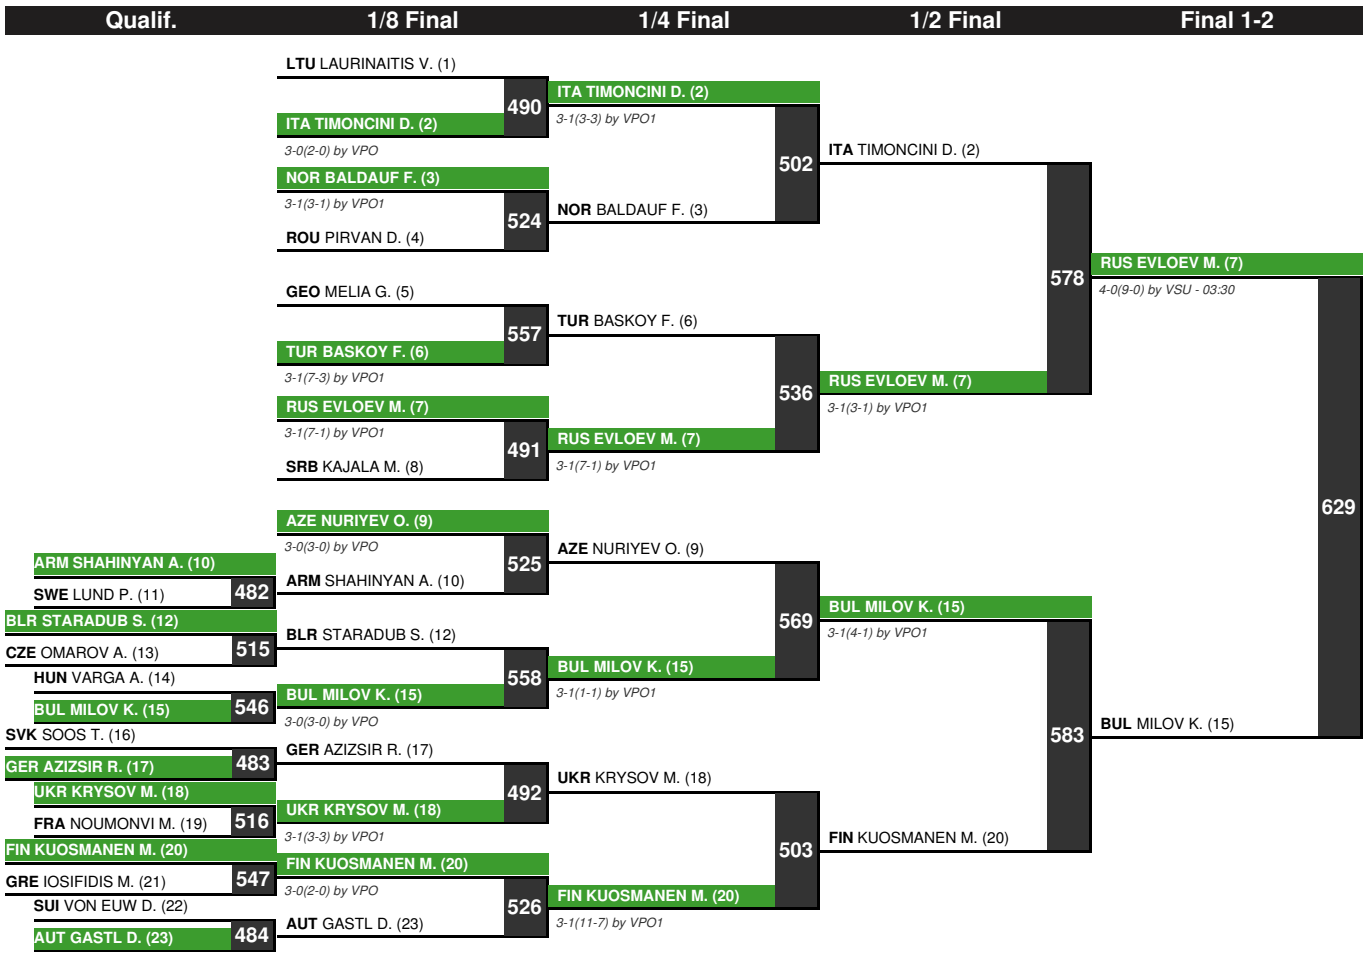 Qualif.
1/8 Final
1/4 Final
1/2 Final
Final 1-2
ARM SHAHINYAN A. (10)
SWE LUND P. (11)
482
BLR STARADUB S. (12)
CZE OMAROV A. (13)
515
HUN VARGA A. (14)
BUL MILOV K. (15)
546
SVK SOOS T. (16)
GER AZIZSIR R. (17)
483
UKR KRYSOV M. (18)
FRA NOUMONVI M. (19)
516
FIN KUOSMANEN M. (20)
GRE IOSIFIDIS M. (21)
547
SUI VON EUW D. (22)
AUT GASTL D. (23)
484
LTU LAURINAITIS V. (1)
490
ITA TIMONCINI D. (2)
3-0(2-0) by VPO
NOR BALDAUF F. (3)
3-1(3-1) by VPO1
524
ROU PIRVAN D. (4)
GEO MELIA G. (5)
557
TUR BASKOY F. (6)
3-1(7-3) by VPO1
RUS EVLOEV M. (7)
3-1(7-1) by VPO1
491
SRB KAJALA M. (8)
AZE NURIYEV O. (9)
3-0(3-0) by VPO
525
ARM SHAHINYAN A. (10)
BLR STARADUB S. (12)
558
BUL MILOV K. (15)
3-0(3-0) by VPO
GER AZIZSIR R. (17)
492
UKR KRYSOV M. (18)
3-1(3-3) by VPO1
FIN KUOSMANEN M. (20)
3-0(2-0) by VPO
526
AUT GASTL D. (23)
ITA TIMONCINI D. (2)
3-1(3-3) by VPO1
502
NOR BALDAUF F. (3)
TUR BASKOY F. (6)
536
RUS EVLOEV M. (7)
3-1(7-1) by VPO1
AZE NURIYEV O. (9)
569
BUL MILOV K. (15)
3-1(1-1) by VPO1
UKR KRYSOV M. (18)
503
FIN KUOSMANEN M. (20)
3-1(11-7) by VPO1
ITA TIMONCINI D. (2)
578
RUS EVLOEV M. (7)
3-1(3-1) by VPO1
BUL MILOV K. (15)
3-1(4-1) by VPO1
583
FIN KUOSMANEN M. (20)
RUS EVLOEV M. (7)
4-0(9-0) by VSU - 03:30
629
BUL MILOV K. (15)